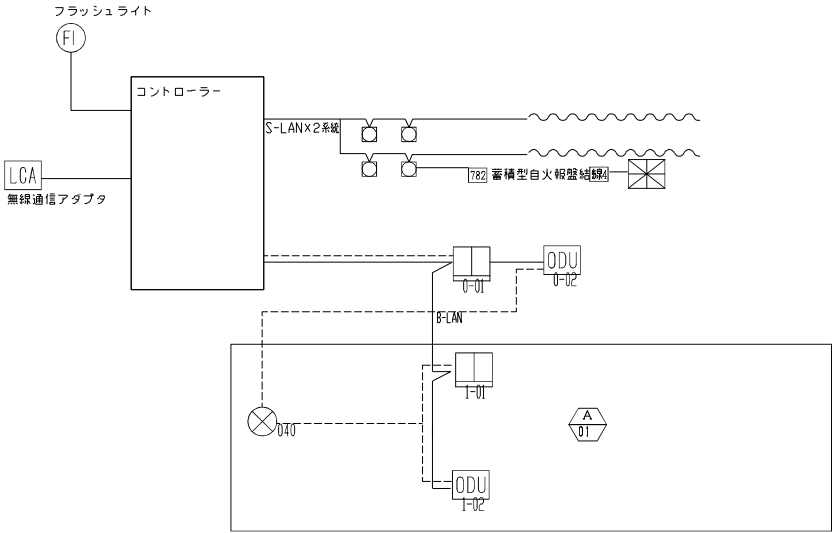 フラッシュライト
FI
コントローラー
S-LAN×2系統
LCA
無線通信アダプタ
782
蓄積型自火報盤結線
0-01
ODU
0-02
B-LAN
1-01
040
A
01
ODU
1-02